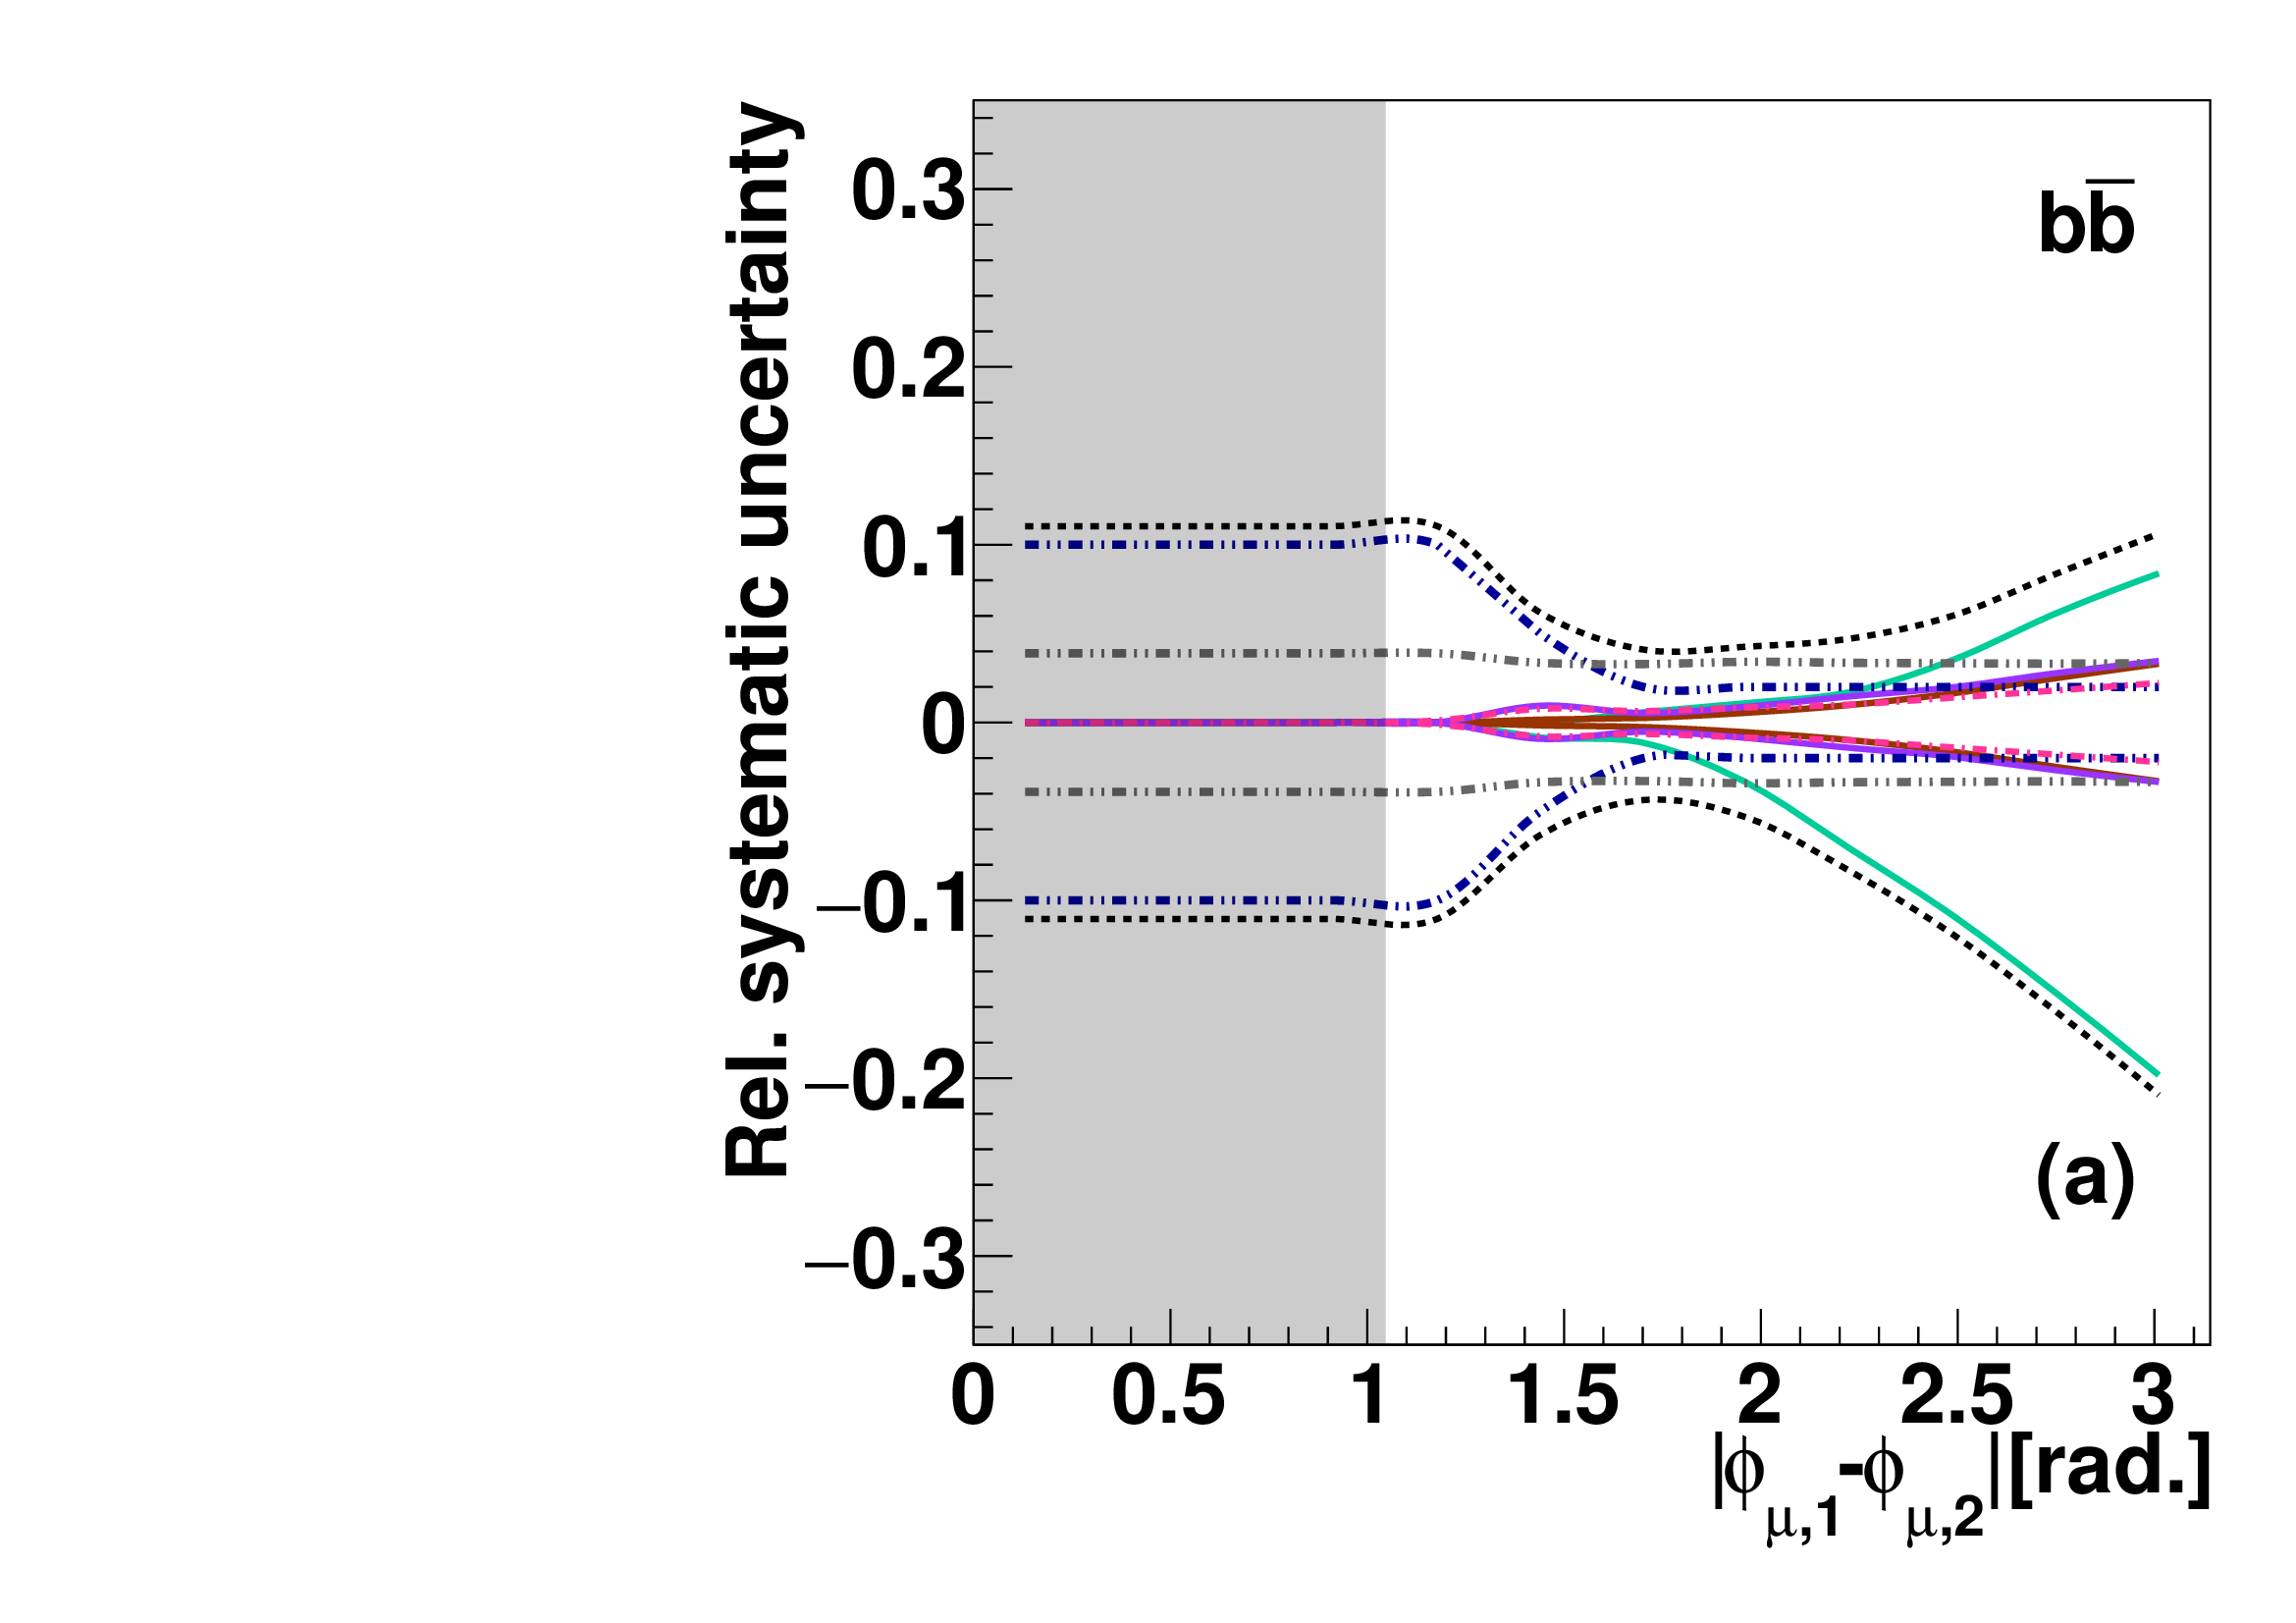 Rel. systematic uncertainty
0.3
0.2
0.1
0
−0.1
−0.2
−0.3
bb̅
(a)
0 0.5 1 1.5 2 2.5 3
|ϕμ,1-ϕμ,2|[rad.]